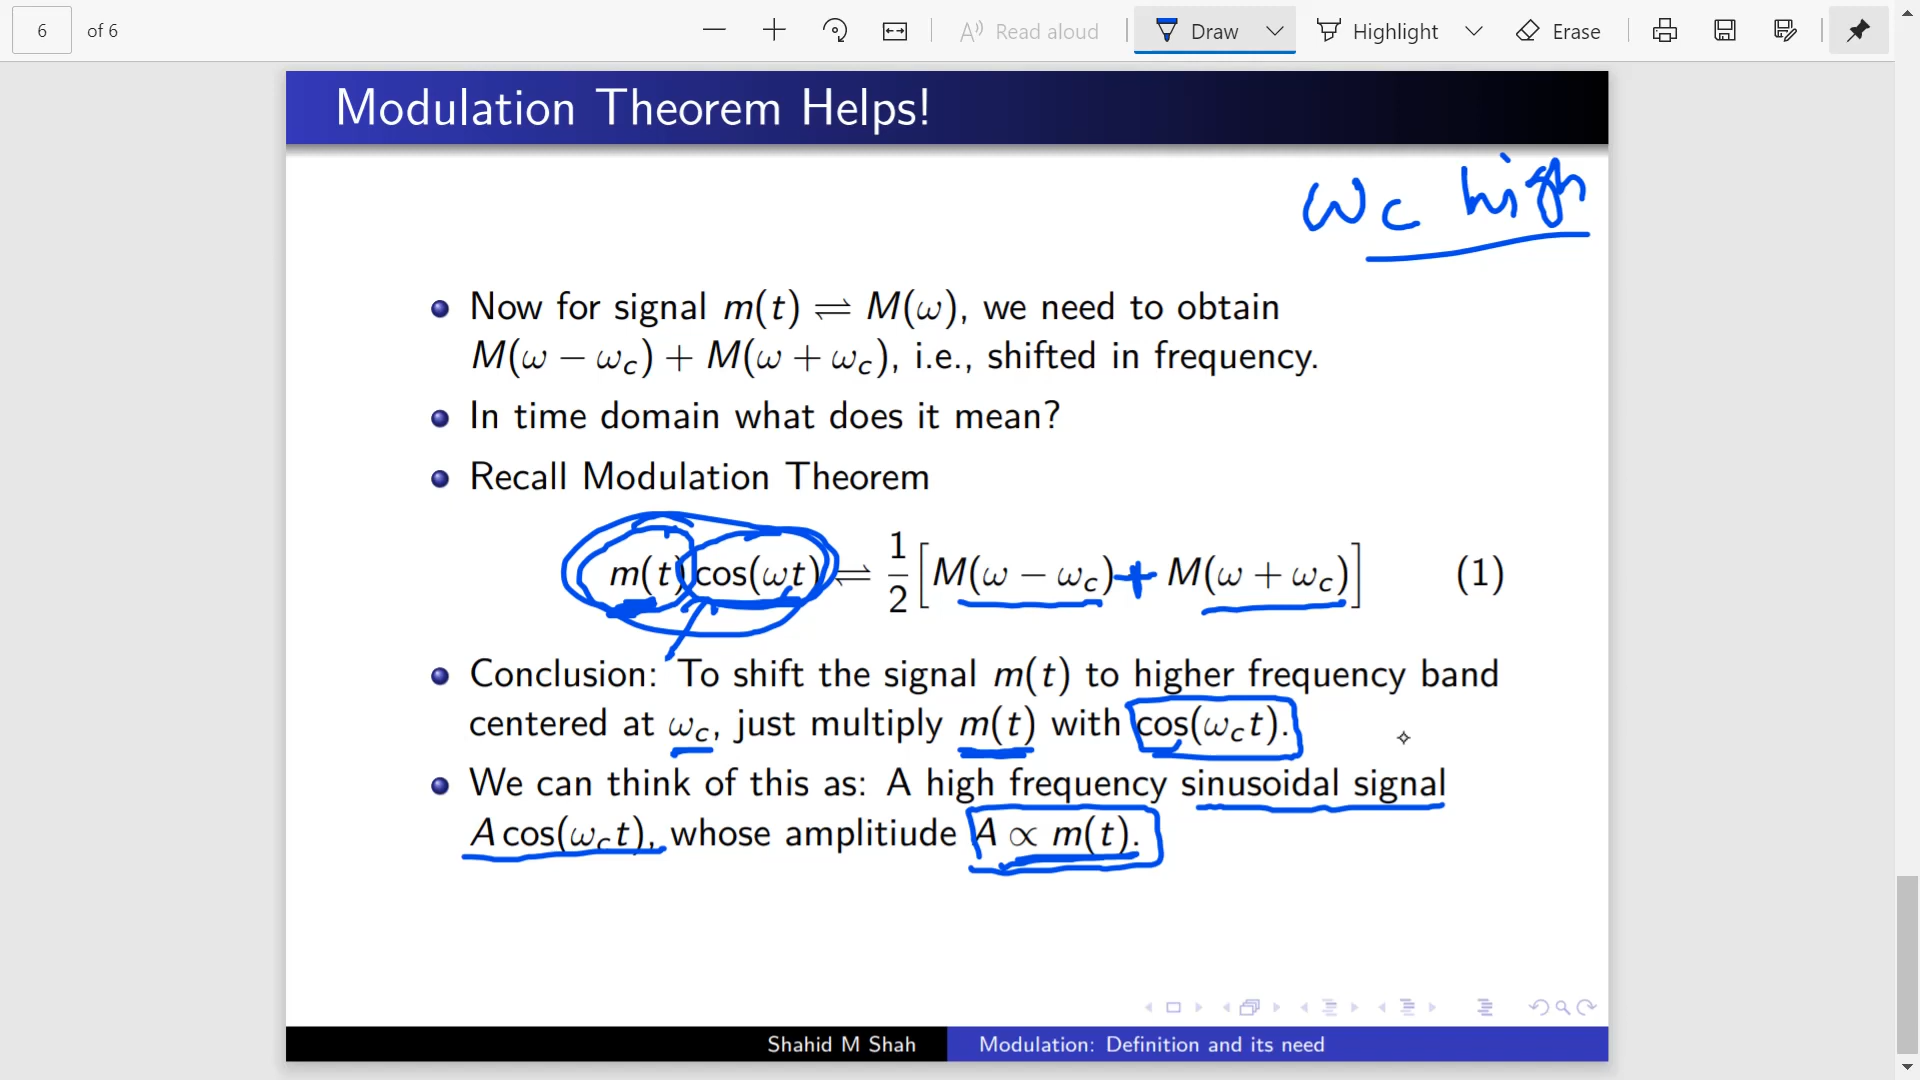 6 of 6 Read aloud Draw Highlight Erase
Modulation Theorem Helps!
ωc high
Now for signal m(t) ⇌ M(ω), we need to obtain
M(ω − ωc) + M(ω + ωc), i.e., shifted in frequency.
In time domain what does it mean?
Recall Modulation Theorem
m(t) cos(ωt) ⇌ 1/2 [M(ω − ωc) + M(ω + ωc)] (1)
Conclusion: To shift the signal m(t) to higher frequency band
centered at ωc, just multiply m(t) with cos(ωct).
We can think of this as: A high frequency sinusoidal signal
A cos(ωct), whose amplitiude A ∝ m(t).
Shahid M Shah Modulation: Definition and its need